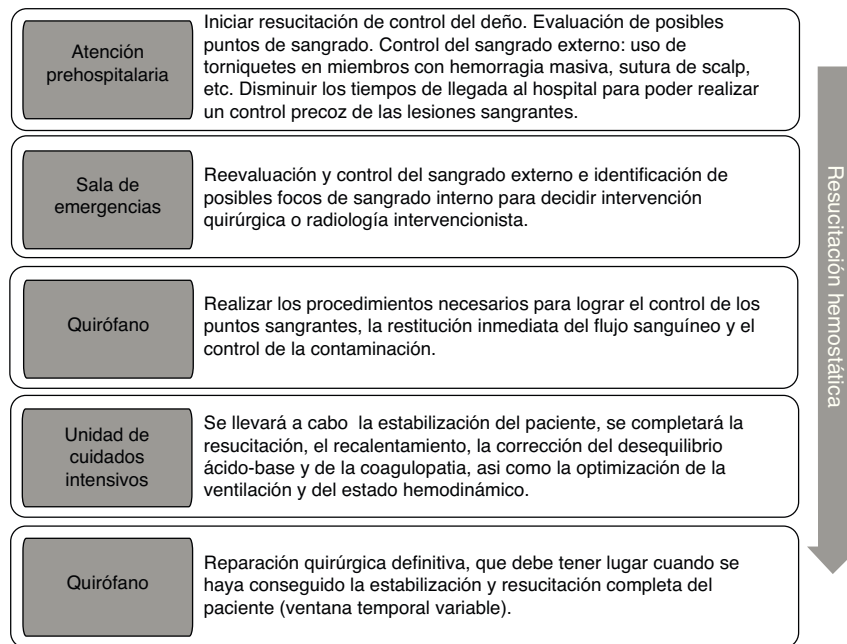 Atención
prehospitalaria
Iniciar resucitación de control del deño. Evaluación de posibles
puntos de sangrado. Control del sangrado externo: uso de
torniquetes en miembros con hemorragia masiva, sutura de scalp,
etc. Disminuir los tiempos de llegada al hospital para poder realizar
un control precoz de las lesiones sangrantes.
Sala de
emergencias
Reevaluación y control del sangrado externo e identificación de
posibles focos de sangrado interno para decidir intervención
quirúrgica o radiología intervencionista.
Quirófano
Realizar los procedimientos necesarios para lograr el control de los
puntos sangrantes, la restitución inmediata del flujo sanguíneo y el
control de la contaminación.
Unidad de
cuidados
intensivos
Se llevará a cabo la estabilización del paciente, se completará la
resucitación, el recalentamiento, la corrección del desequilibrio
ácido-base y de la coagulopatia, asi como la optimización de la
ventilación y del estado hemodinámico.
Quirófano
Reparación quirúrgica definitiva, que debe tener lugar cuando se
haya conseguido la estabilización y resucitación completa del
paciente (ventana temporal variable).
Resucitación hemostática